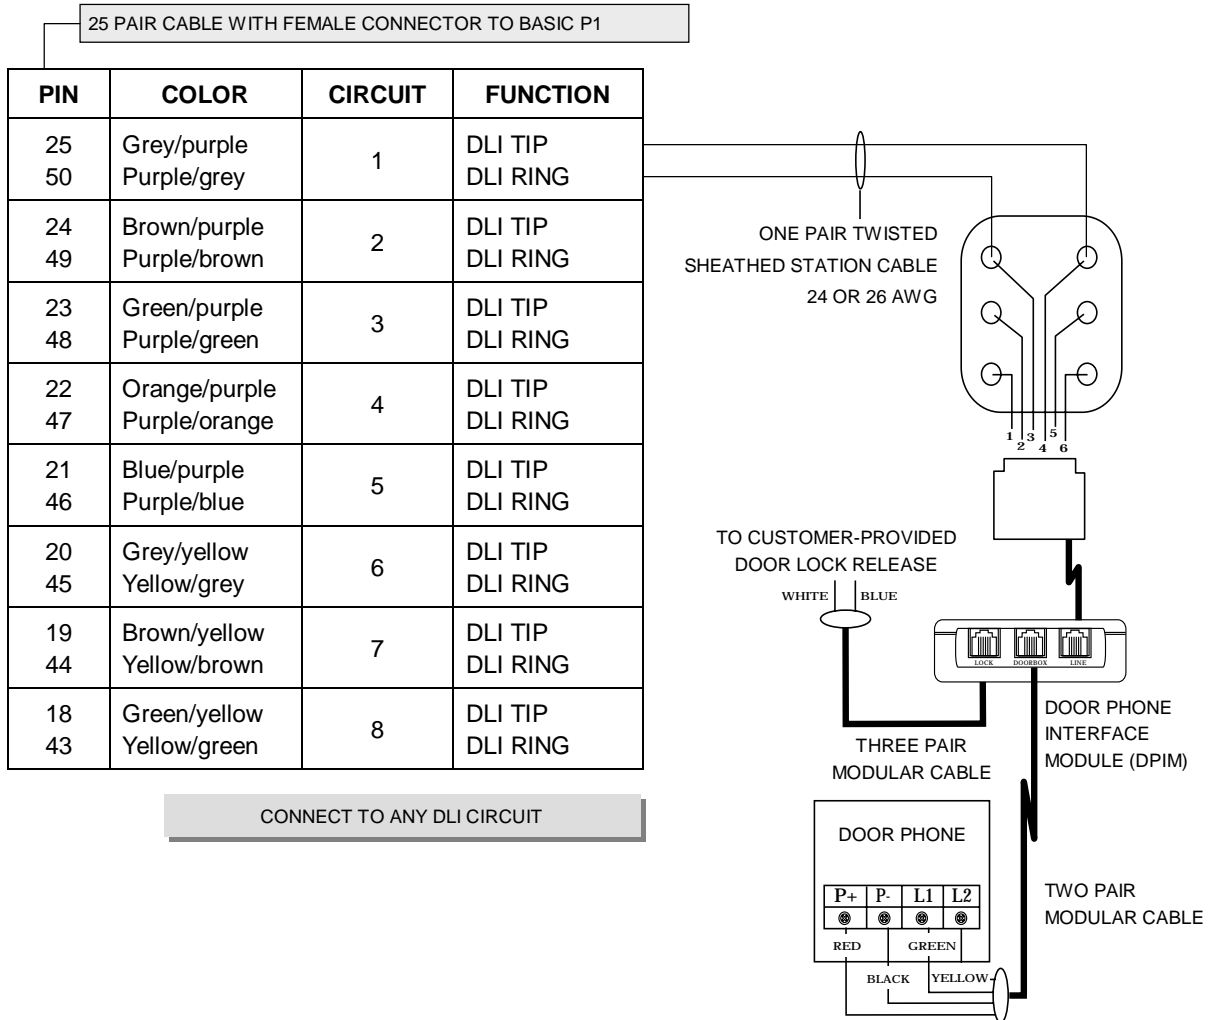 25 PAIR CABLE WITH FEMALE CONNECTOR TO BASIC P1
PIN COLOR CIRCUIT FUNCTION
25 Grey/purple 1 DLI TIP
50 Purple/grey DLI RING
24 Brown/purple 2 DLI TIP
49 Purple/brown DLI RING
23 Green/purple 3 DLI TIP
48 Purple/green DLI RING
22 Orange/purple 4 DLI TIP
47 Purple/orange DLI RING
21 Blue/purple 5 DLI TIP
46 Purple/blue DLI RING
20 Grey/yellow 6 DLI TIP
45 Yellow/grey DLI RING
19 Brown/yellow 7 DLI TIP
44 Yellow/brown DLI RING
18 Green/yellow 8 DLI TIP
43 Yellow/green DLI RING
CONNECT TO ANY DLI CIRCUIT
ONE PAIR TWISTED
SHEATHED STATION CABLE
24 OR 26 AWG
1 2 3 4 5 6
TO CUSTOMER-PROVIDED
DOOR LOCK RELEASE
WHITE BLUE
LOCK DOORBOX LINE
DOOR PHONE
INTERFACE
MODULE (DPIM)
THREE PAIR
MODULAR CABLE
DOOR PHONE
P+ P- L1 L2
RED GREEN
BLACK YELLOW
TWO PAIR
MODULAR CABLE